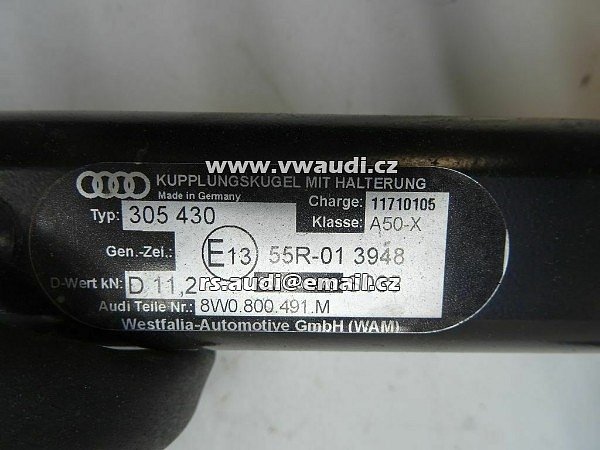 www.vwaudi.cz
KUPPLUNGSKUGEL MIT HALTERUNG
Made in Germany
Charge: 11710105
Typ: 305 430
Klasse: A50-X
Gen.-Zei.: E13 55R-01 3948
D-Wert kN: D 11,2
rs.audi@email.cz
Audi Teile Nr.: 8W0.800.491.M
Westfalia-Automotive GmbH (WAM)